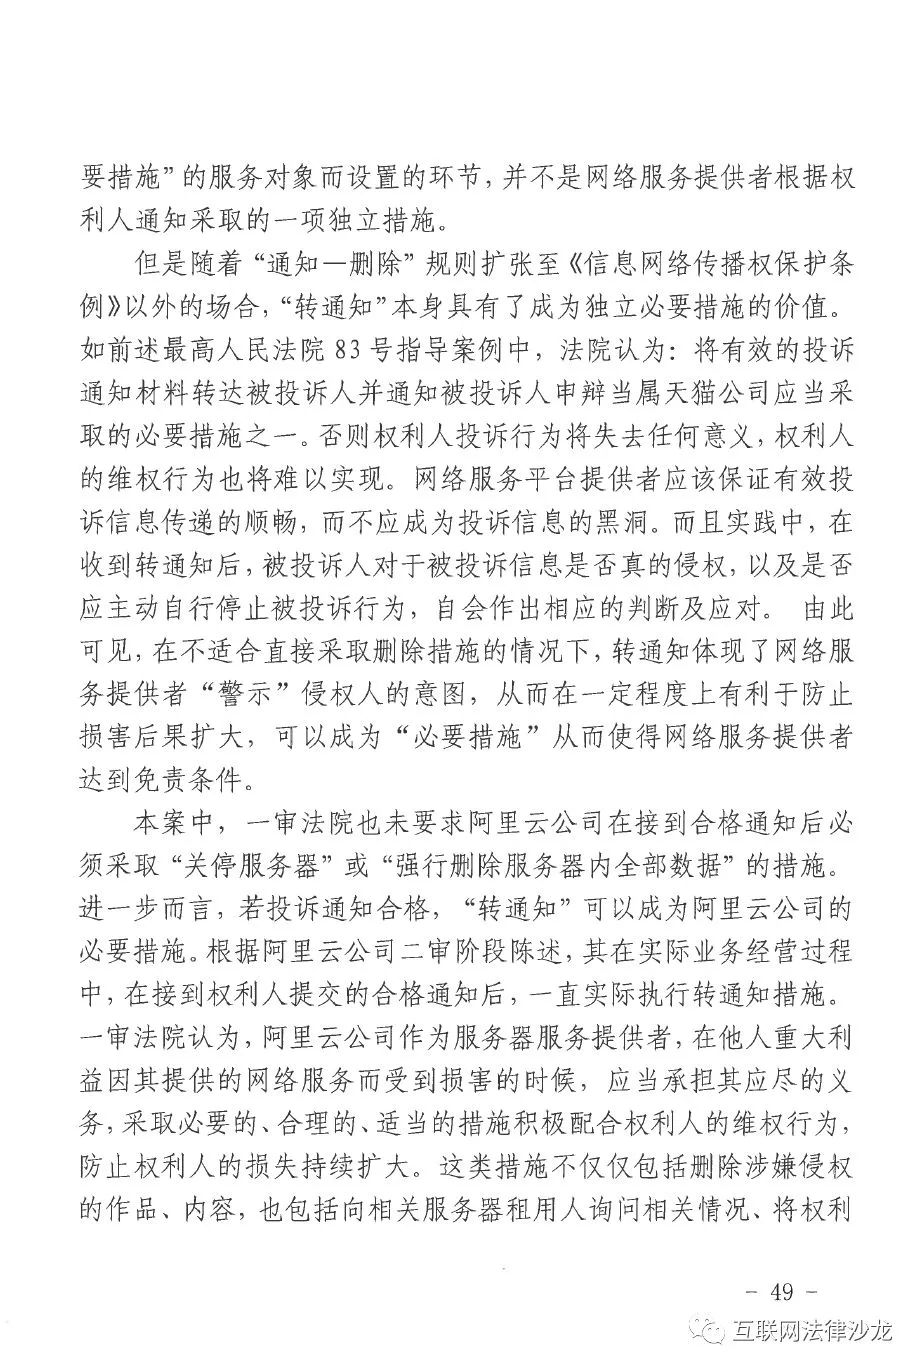 要措施”的服务对象而设置的环节,并不是网络服务提供者根据权
利人通知采取的一项独立措施。
但是随着“通知—删除”规则扩张至《信息网络传播权保护条
例》以外的场合,“转通知”本身具有了成为独立必要措施的价值。
如前述最高人民法院 83 号指导案例中，法院认为：将有效的投诉
通知材料转达被投诉人并通知被投诉人申辩当属天猫公司应当采
取的必要措施之一。否则权利人投诉行为将失去任何意义,权利人
的维权行为也将难以实现。网络服务平台提供者应该保证有效投
诉信息传递的顺畅,而不应成为投诉信息的黑洞。而且实践中,在
收到转通知后,被投诉人对于被投诉信息是否真的侵权,以及是否
应主动自行停止被投诉行为，自会作出相应的判断及应对。 由此
可见,在不适合直接采取删除措施的情况下,转通知体现了网络服
务提供者“警示”侵权人的意图，从而在一定程度上有利于防止
损害后果扩大，可以成为“必要措施”从而使得网络服务提供者
达到免责条件。
本案中，一审法院也未要求阿里云公司在接到合格通知后必
须采取“关停服务器”或“强行删除服务器内全部数据”的措施。
进一步而言,若投诉通知合格，“转通知”可以成为阿里云公司的
必要措施。根据阿里云公司二审阶段陈述,其在实际业务经营过程
中,在接到权利人提交的合格通知后，一直实际执行转通知措施。
一审法院认为,阿里云公司作为服务器服务提供者,在他人重大利
益因其提供的网络服务而受到损害的时候，应当承担其应尽的义
务,采取必要的、合理的、适当的措施积极配合权利人的维权行为,
防止权利人的损失持续扩大。这类措施不仅仅包括删除涉嫌侵权
的作品、内容,也包括向相关服务器租用人询问相关情况、将权利
- 49 -
互联网法律沙龙